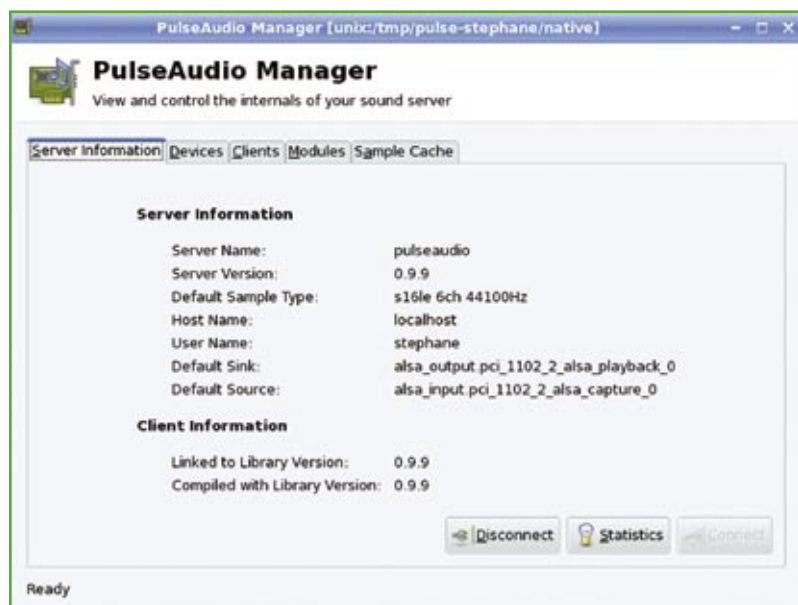 PulseAudio Manager [unix:/tmp/pulse-stephane/native]
PulseAudio Manager
View and control the internals of your sound server
Server Information Devices Clients Modules Sample Cache
Server Information
Server Name: pulseaudio
Server Version: 0.9.9
Default Sample Type: s16le 6ch 44100Hz
Host Name: localhost
User Name: stephane
Default Sink: alsa_output.pci_1102_2_alsa_playback_0
Default Source: alsa_input.pci_1102_2_alsa_capture_0
Client Information
Linked to Library Version: 0.9.9
Compiled with Library Version: 0.9.9
Disconnect Statistics Connect
Ready